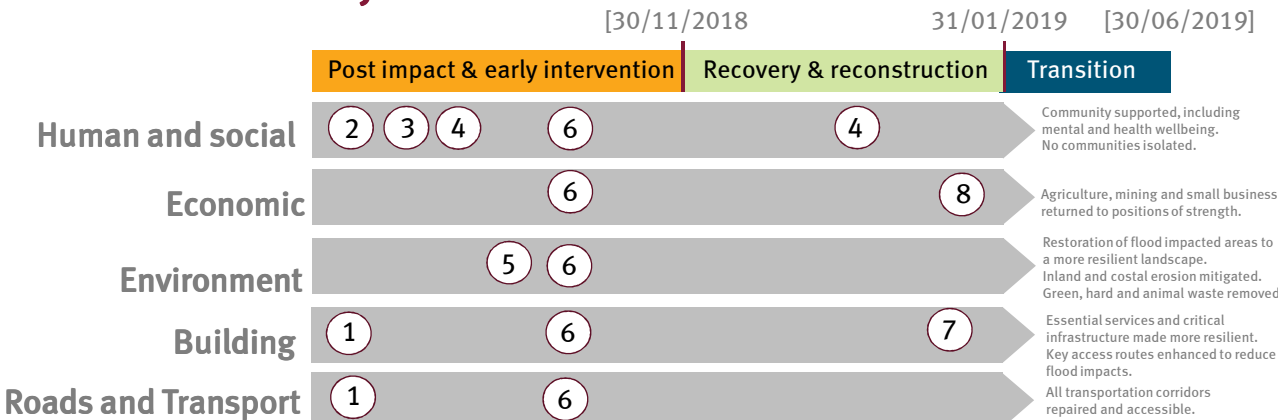 [30/11/2018 31/01/2019 [30/06/2019]
Post impact & early intervention Recovery & reconstruction Transition
Human and social 2 3 4 6 4
Community supported, including
mental and health wellbeing.
No communities isolated.
Economic 6 8
Agriculture, mining and small business
returned to positions of strength.
Environment 5 6
Restoration of flood impacted areas to
a more resilient landscape.
Inland and costal erosion mitigated.
Green, hard and animal waste removed
Building 1 6 7
Essential services and critical
infrastructure made more resilient.
Key access routes enhanced to reduce
flood impacts.
Roads and Transport 1 6
All transportation corridors
repaired and accessible.